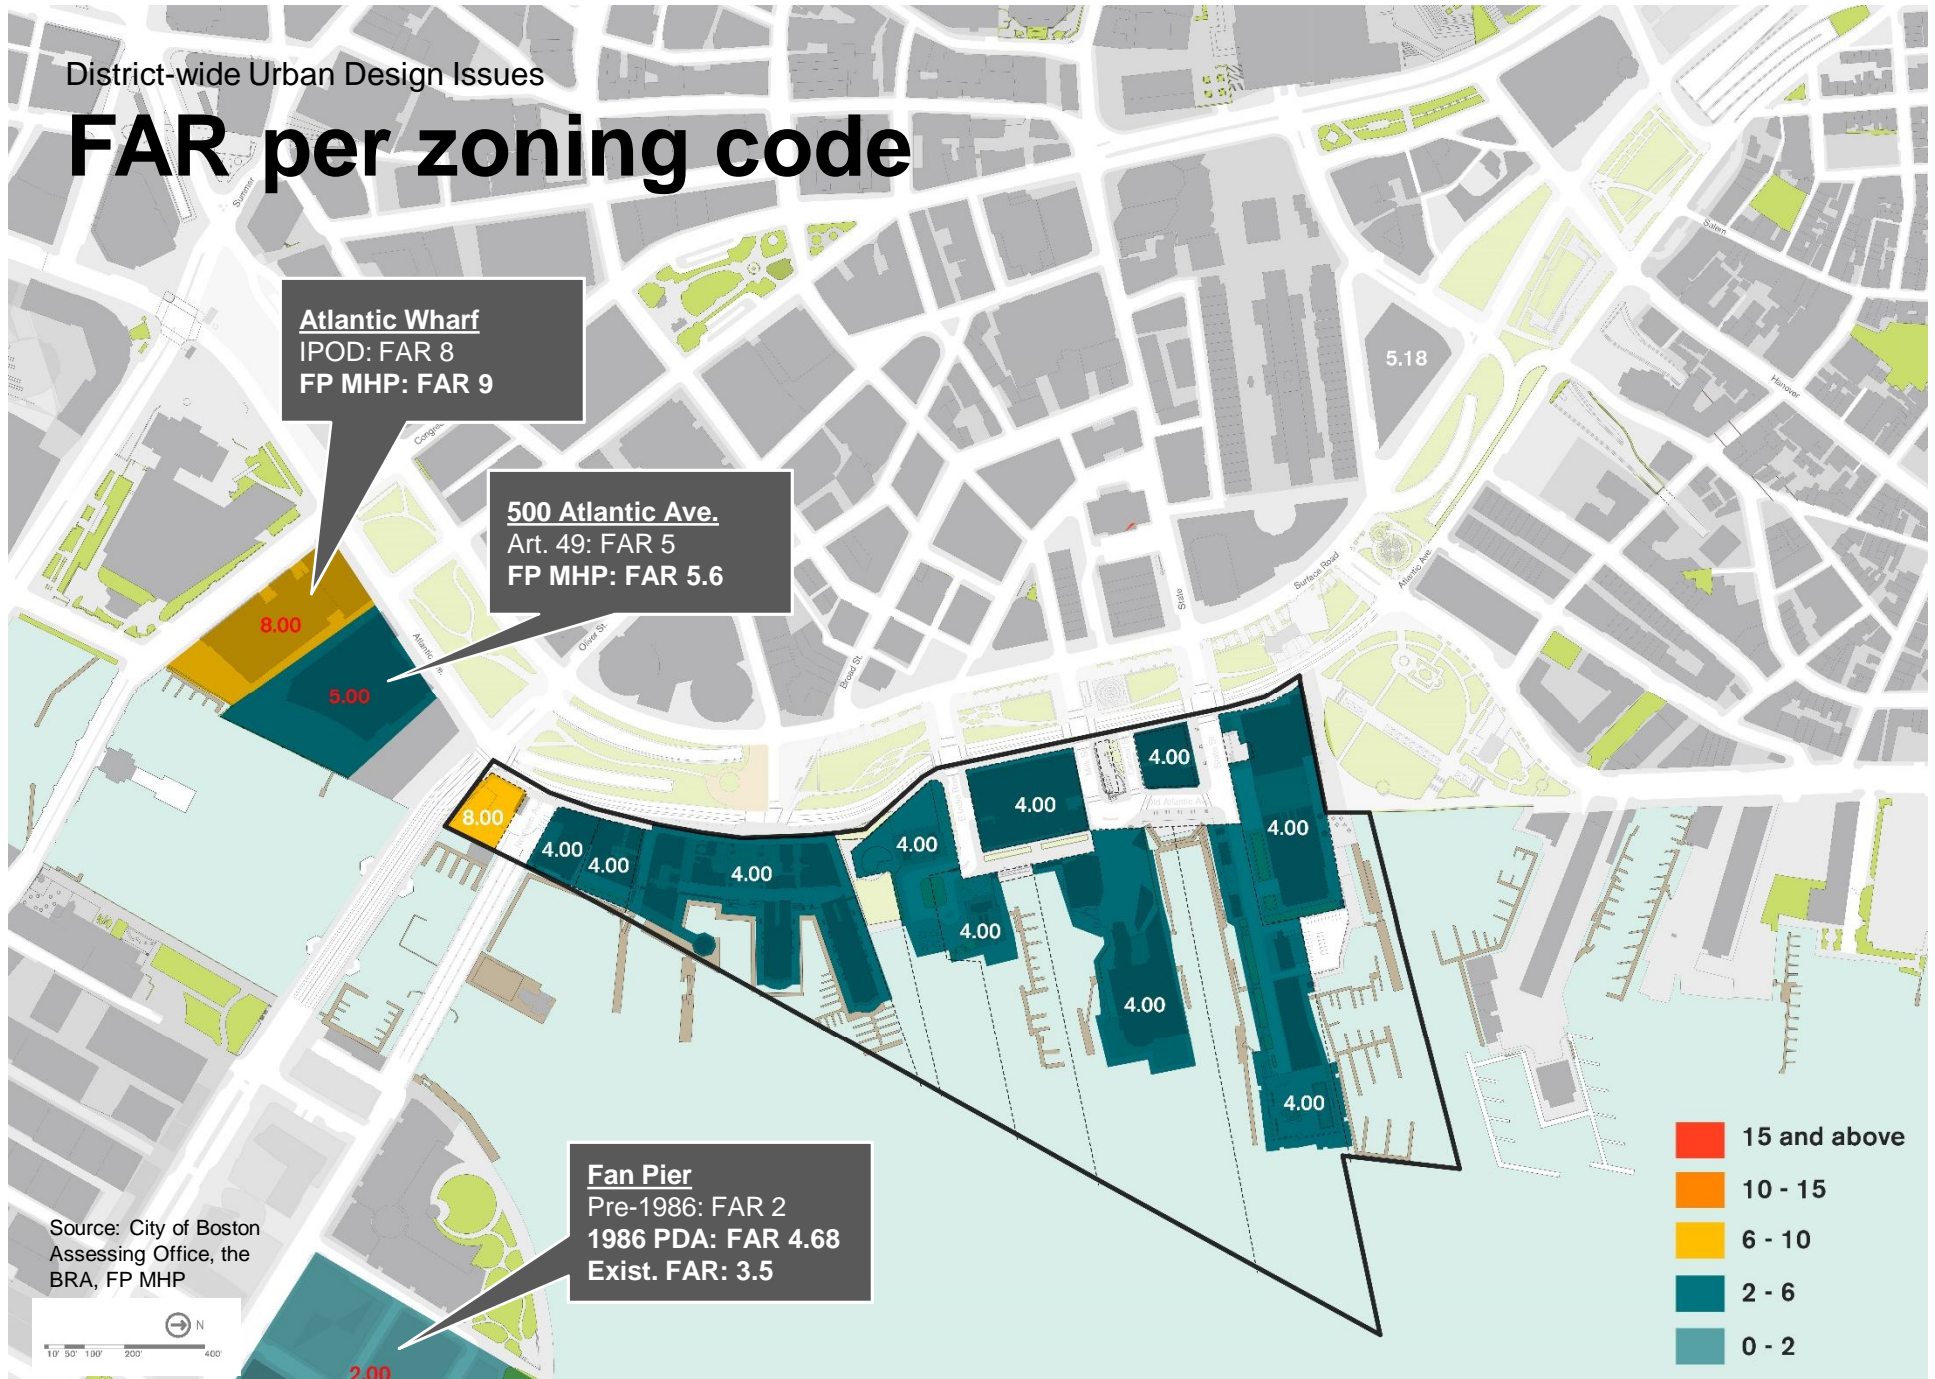 District-wide Urban Design Issues
FAR per zoning code
Summer
Salem
Atlantic Wharf
IPOD: FAR 8
FP MHP: FAR 9
5.18
Hanover
500 Atlantic Ave.
Art. 49: FAR 5
FP MHP: FAR 5.6
Surface Road
Atlantic Ave.
State
8.00
Oliver St.
Broad St.
5.00
4.00
4.00
8.00
4.00
4.00
4.00
4.00
4.00
4.00
4.00
4.00
4.00
Fan Pier
Pre-1986: FAR 2
1986 PDA: FAR 4.68
Exist. FAR: 3.5
15 and above
10 - 15
6 - 10
2 - 6
0 - 2
Source: City of Boston
Assessing Office, the
BRA, FP MHP
N
10' 50' 100' 200' 400'
2.00